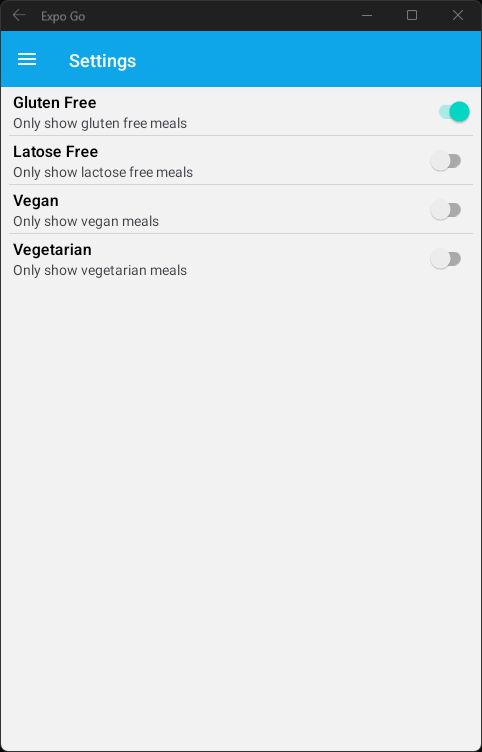 Expo Go
Settings
Gluten Free
Only show gluten free meals
Latose Free
Only show lactose free meals
Vegan
Only show vegan meals
Vegetarian
Only show vegetarian meals